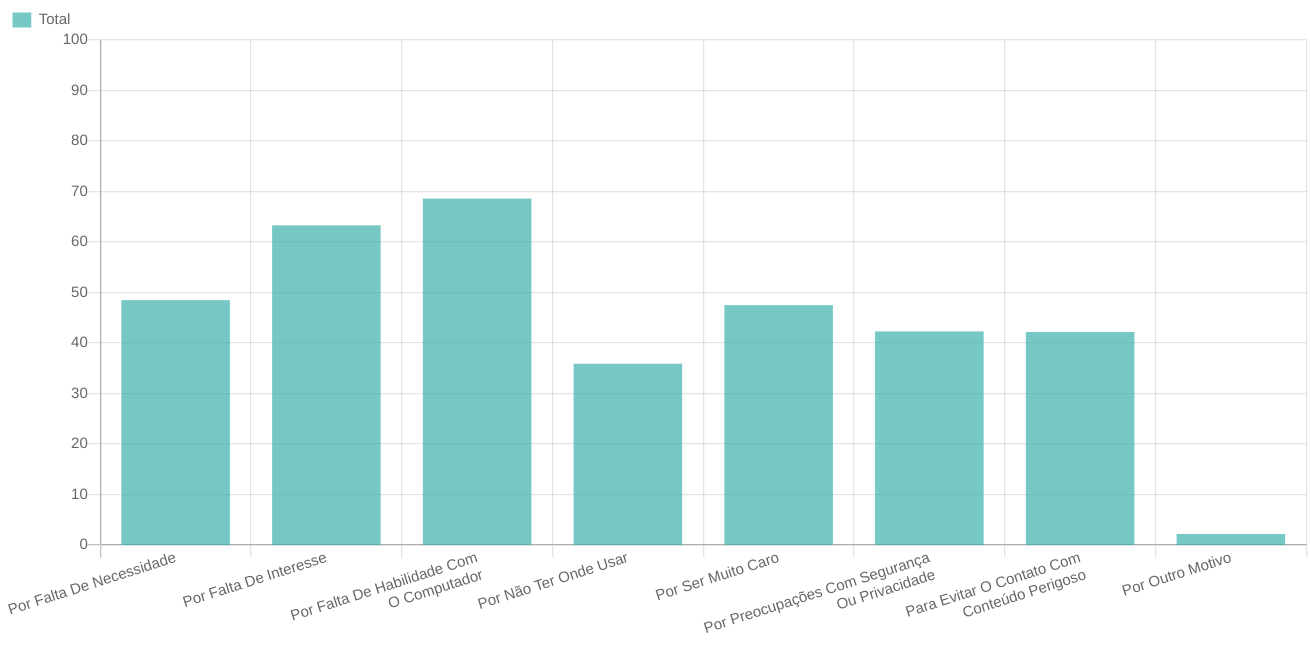 Total
100
90
80
70
60
50
40
30
20
10
0
Por Falta De Necessidade
Por Falta De Interesse
Por Falta De Habilidade Com
O Computador
Por Não Ter Onde Usar
Por Ser Muito Caro
Por Preocupações Com Segurança
Ou Privacidade
Para Evitar O Contato Com
Conteúdo Perigoso
Por Outro Motivo